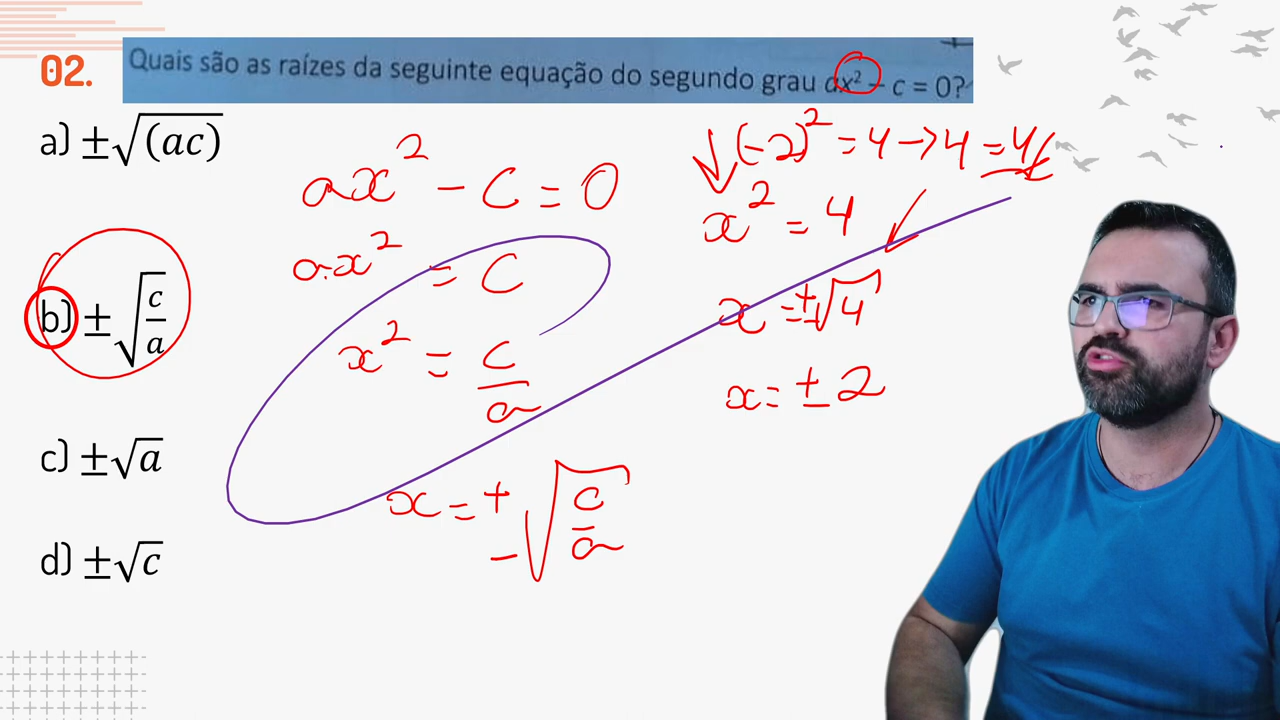 02. Quais são as raízes da seguinte equação do segundo grau ax² − c = 0?
a) ±√(ac)
b) ±√(c/a)
c) ±√a
d) ±√c
ax² − c = 0
ax² = c
x² = c/a
x = ±√(c/a)
(−2)² = 4 → 4 = 4
x² = 4
x = ±√4
x = ±2